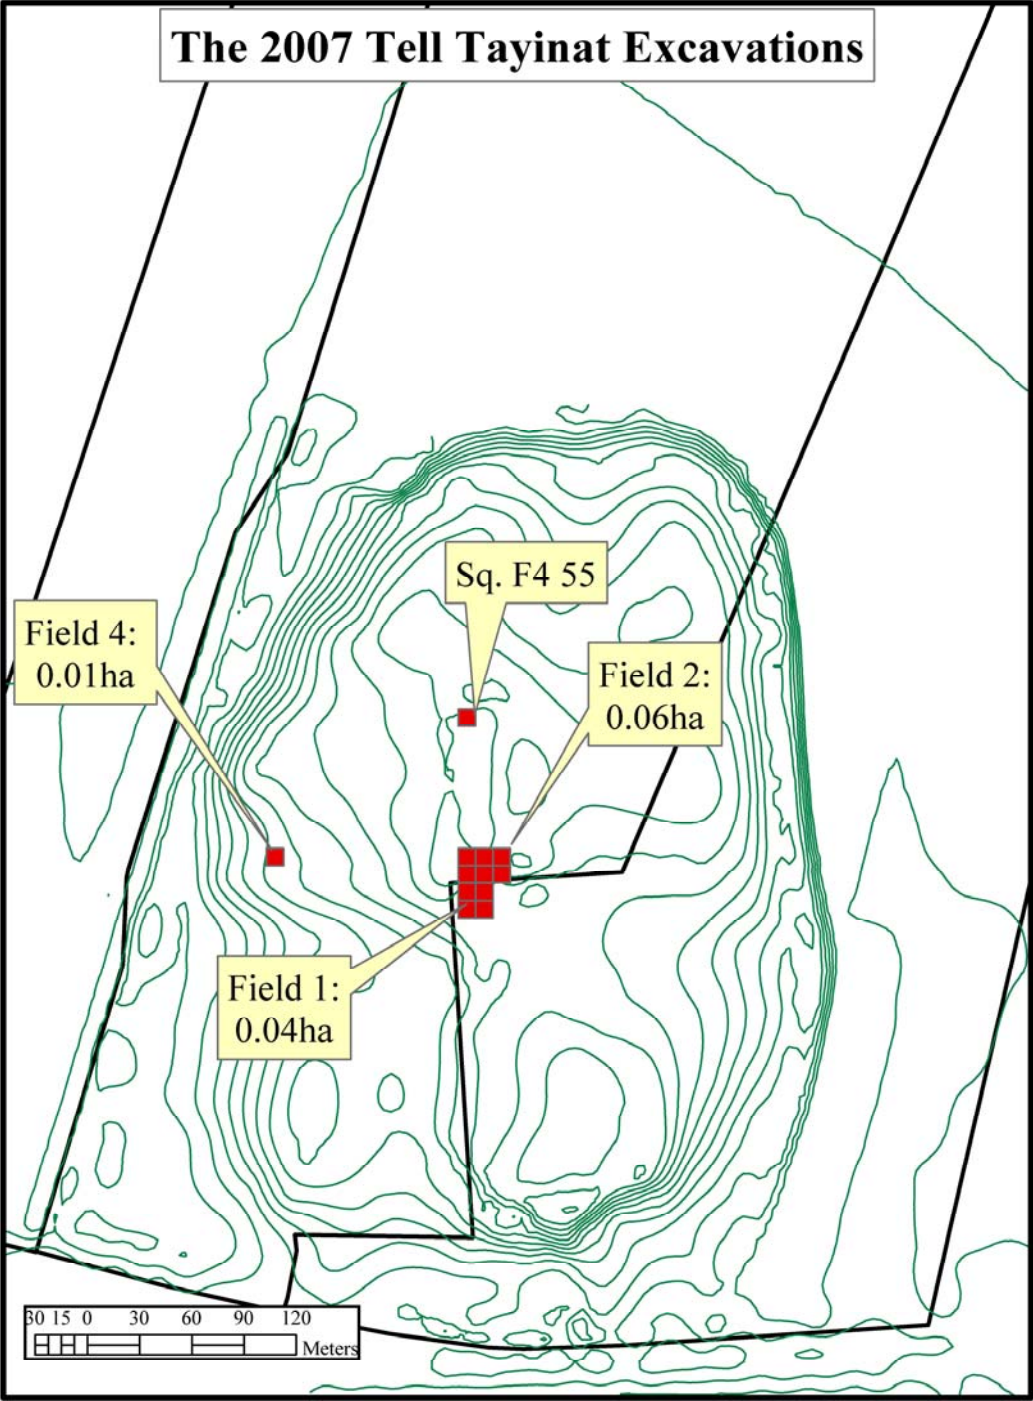 The 2007 Tell Tayinat Excavations
Sq. F4 55
Field 4:
0.01ha
Field 2:
0.06ha
Field 1:
0.04ha
30 15 0 30 60 90 120
Meters